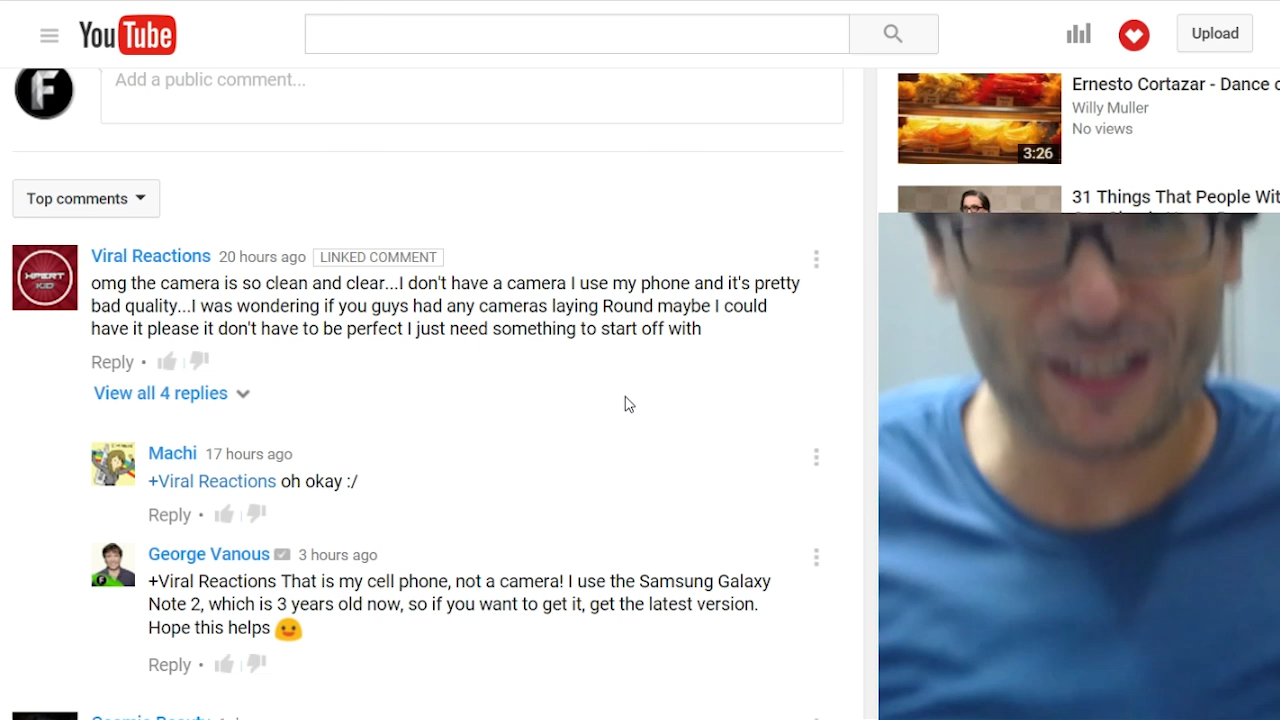 YouTube
Upload
Add a public comment...
Top comments
Viral Reactions 20 hours ago LINKED COMMENT
omg the camera is so clean and clear...I don't have a camera I use my phone and it's pretty
bad quality...I was wondering if you guys had any cameras laying Round maybe I could
have it please it don't have to be perfect I just need something to start off with
Reply •
View all 4 replies
Machi 17 hours ago
+Viral Reactions oh okay :/
Reply •
George Vanous 3 hours ago
+Viral Reactions That is my cell phone, not a camera! I use the Samsung Galaxy
Note 2, which is 3 years old now, so if you want to get it, get the latest version.
Hope this helps
Reply •
Ernesto Cortazar - Dance
Willy Muller
No views
3:26
31 Things That People Wit
F
XPERT
KID